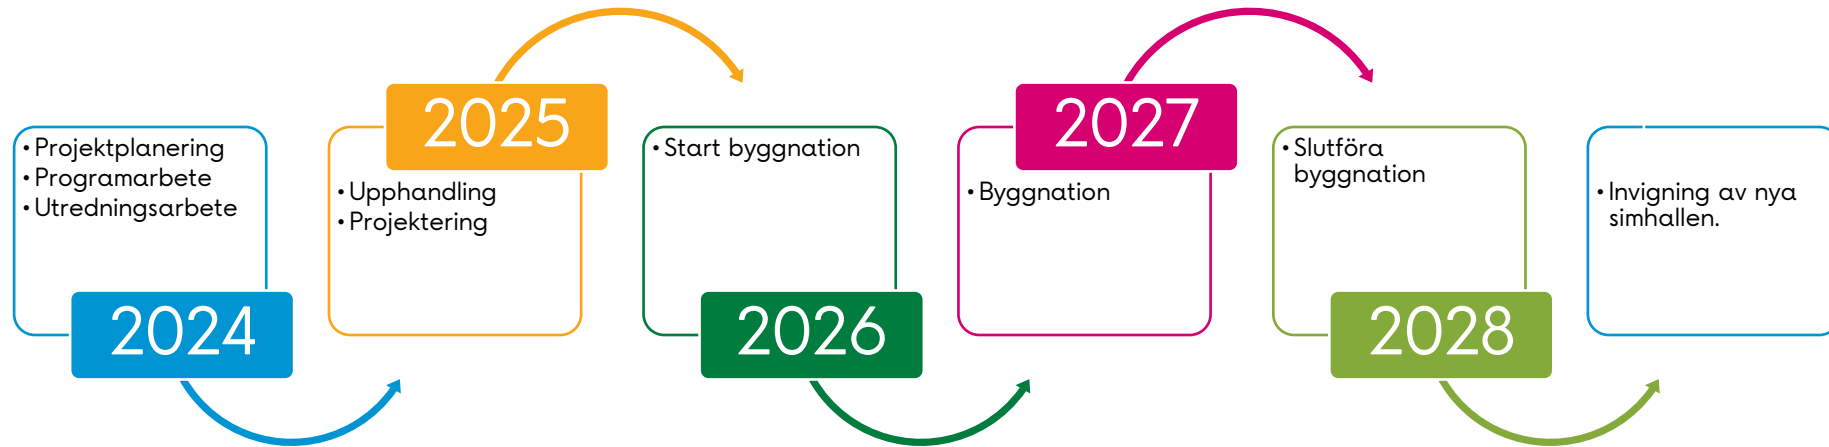 • Projektplanering
• Programarbete
• Utredningsarbete
2024
2025
• Upphandling
• Projektering
• Start byggnation
2026
2027
• Byggnation
• Slutföra
byggnation
2028
• Invigning av nya
simhallen.